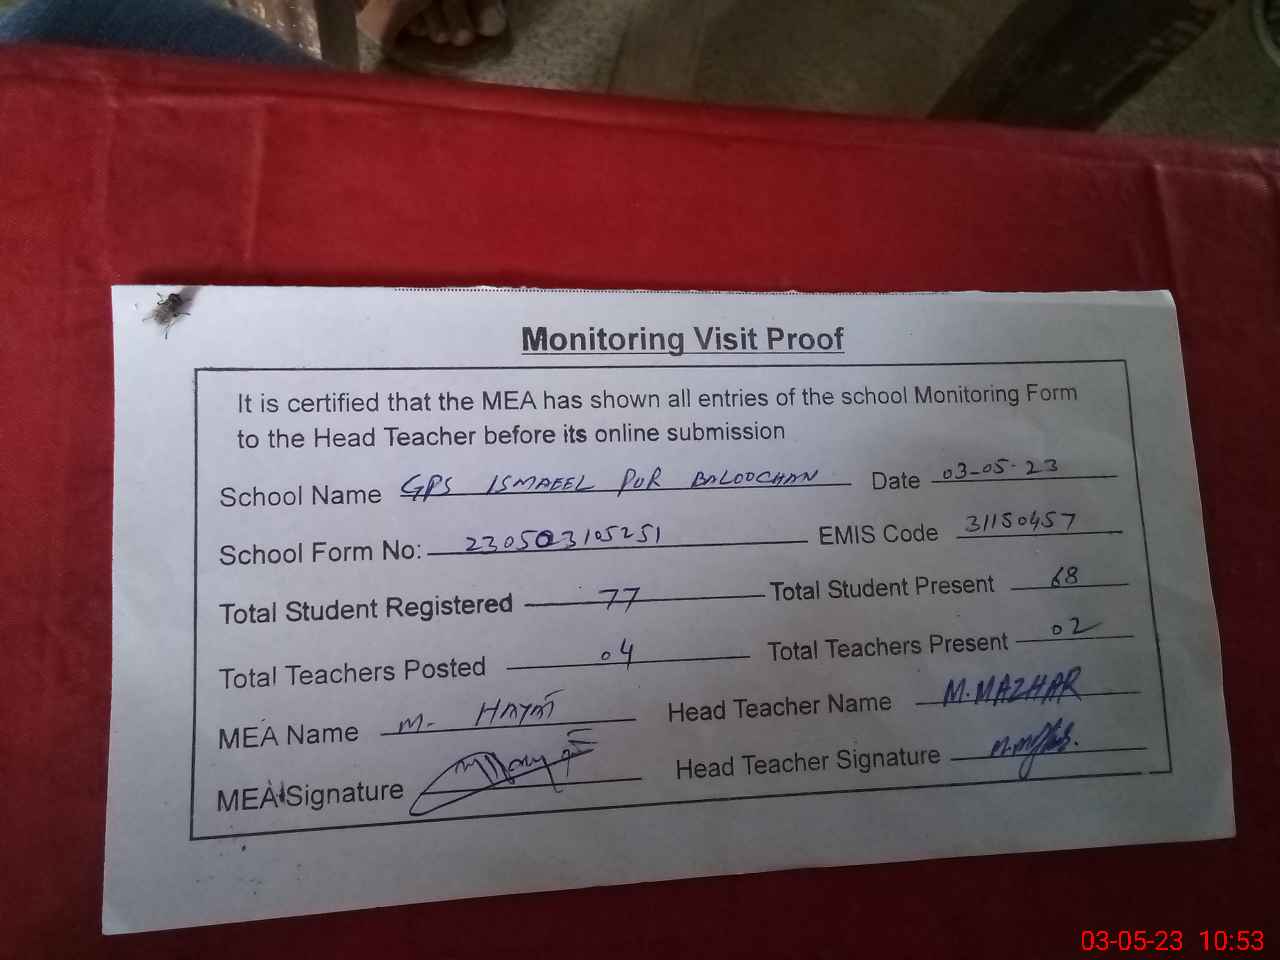 Monitoring Visit Proof
It is certified that the MEA has shown all entries of the school Monitoring Form
to the Head Teacher before its online submission
School Name GPS ISMAEEL PUR BALOOCHAN Date 03-05-23
School Form No: 230503105251 EMIS Code 31150457
Total Student Registered 77 Total Student Present 68
Total Teachers Posted 04 Total Teachers Present 02
MEA Name M. HAYAT Head Teacher Name M.MAZHAR
MEA Signature Head Teacher Signature
03-05-23 10:53